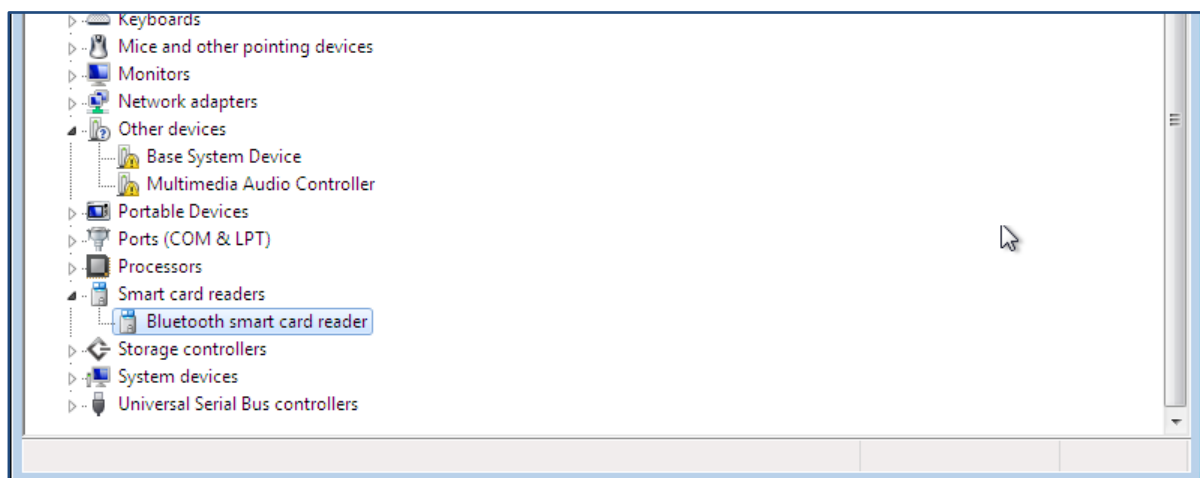 Keyboards
Mice and other pointing devices
Monitors
Network adapters
Other devices
Base System Device
Multimedia Audio Controller
Portable Devices
Ports (COM & LPT)
Processors
Smart card readers
Bluetooth smart card reader
Storage controllers
System devices
Universal Serial Bus controllers